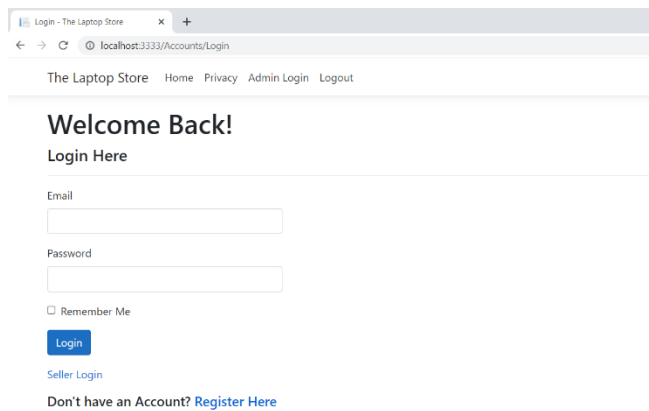 Login - The Laptop Store
localhost:3333/Accounts/Login
The Laptop Store Home Privacy Admin Login Logout
Welcome Back!
Login Here
Email
Password
Remember Me
Login
Seller Login
Don't have an Account? Register Here